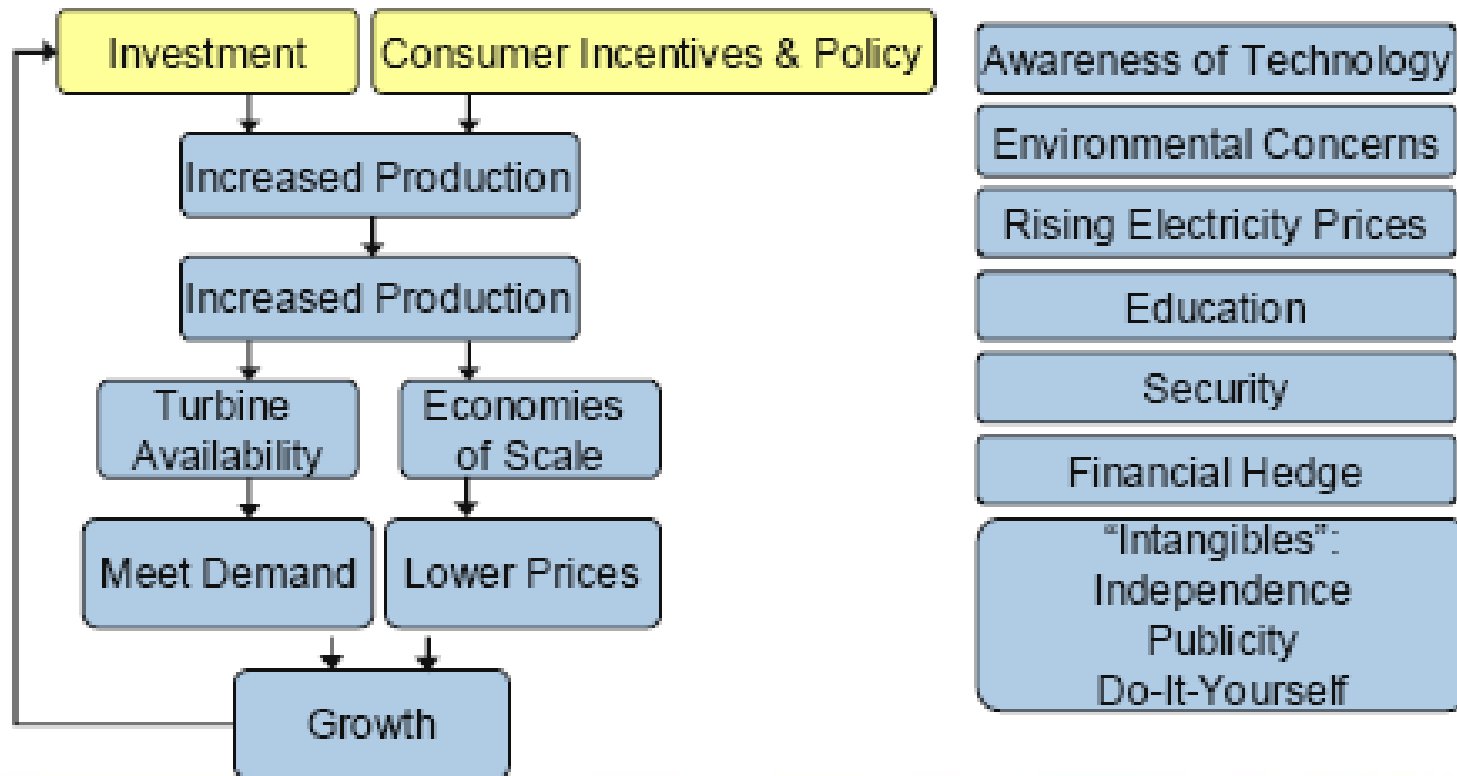 Investment
Consumer Incentives & Policy
Increased Production
Increased Production
Turbine
Availability
Economies
of Scale
Meet Demand
Lower Prices
Growth
Awareness of Technology
Environmental Concerns
Rising Electricity Prices
Education
Security
Financial Hedge
“Intangibles”:
Independence
Publicity
Do-It-Yourself